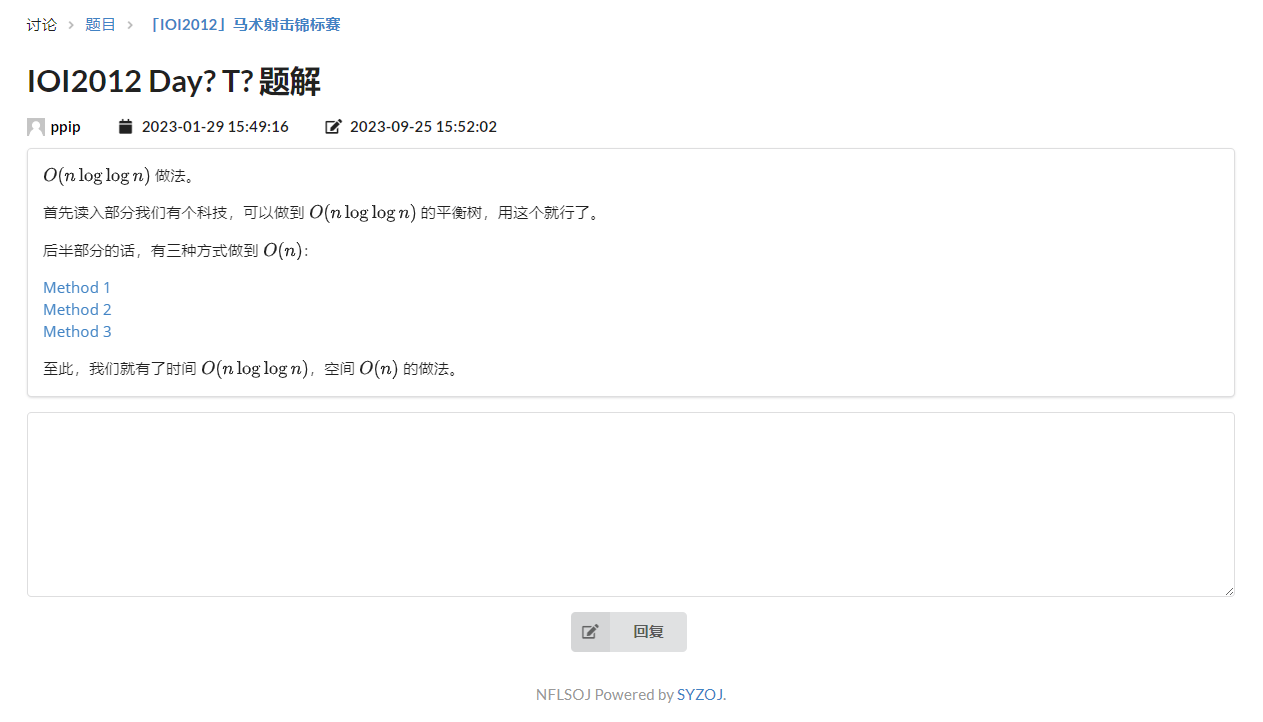 讨论 › 题目 › 「IOI2012」马术射击锦标赛
IOI2012 Day? T? 题解
ppip 2023-01-29 15:49:16 2023-09-25 15:52:02
O(n log log n) 做法。
首先读入部分我们有个科技，可以做到 O(n log log n) 的平衡树，用这个就行了。
后半部分的话，有三种方式做到 O(n)：
Method 1
Method 2
Method 3
至此，我们就有了时间 O(n log log n)，空间 O(n) 的做法。
回复
NFLSOJ Powered by SYZOJ.